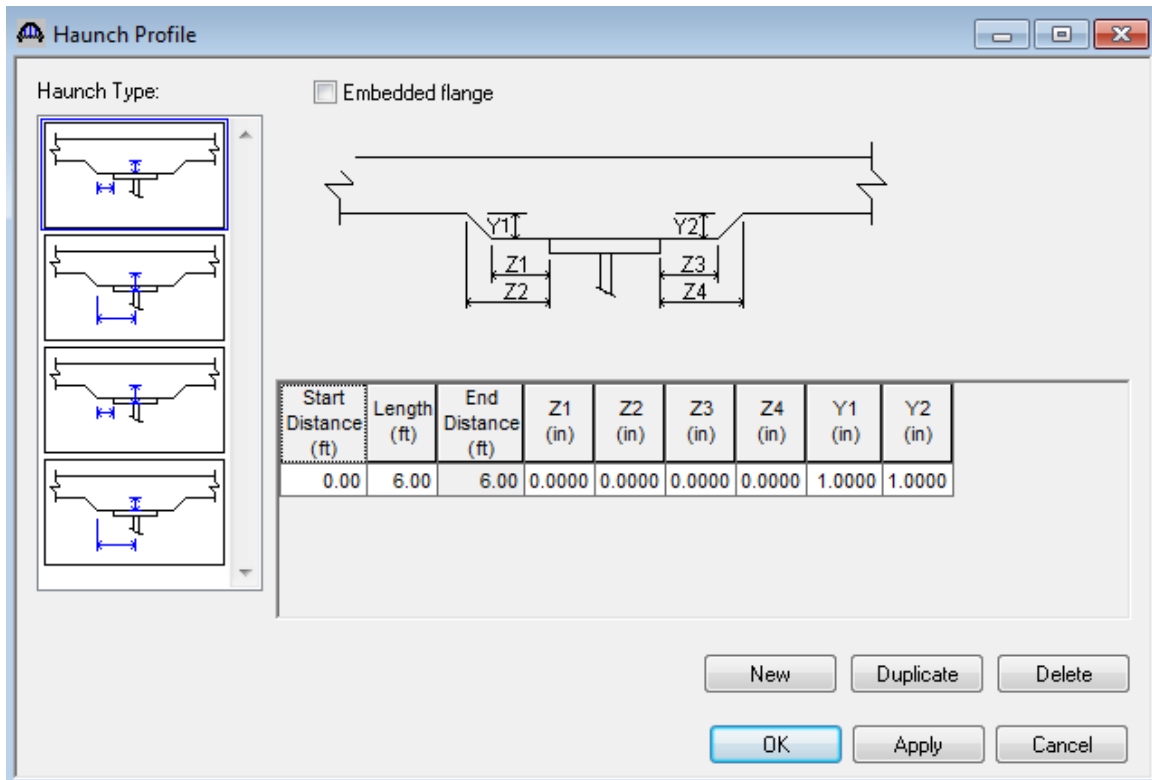 Haunch Profile
Haunch Type:
Embedded flange
Y1
Y2
Z1
Z3
Z2
Z4
Start Distance (ft) Length (ft) End Distance (ft) Z1 (in) Z2 (in) Z3 (in) Z4 (in) Y1 (in) Y2 (in)
0.00 6.00 6.00 0.0000 0.0000 0.0000 0.0000 1.0000 1.0000
New Duplicate Delete
OK Apply Cancel